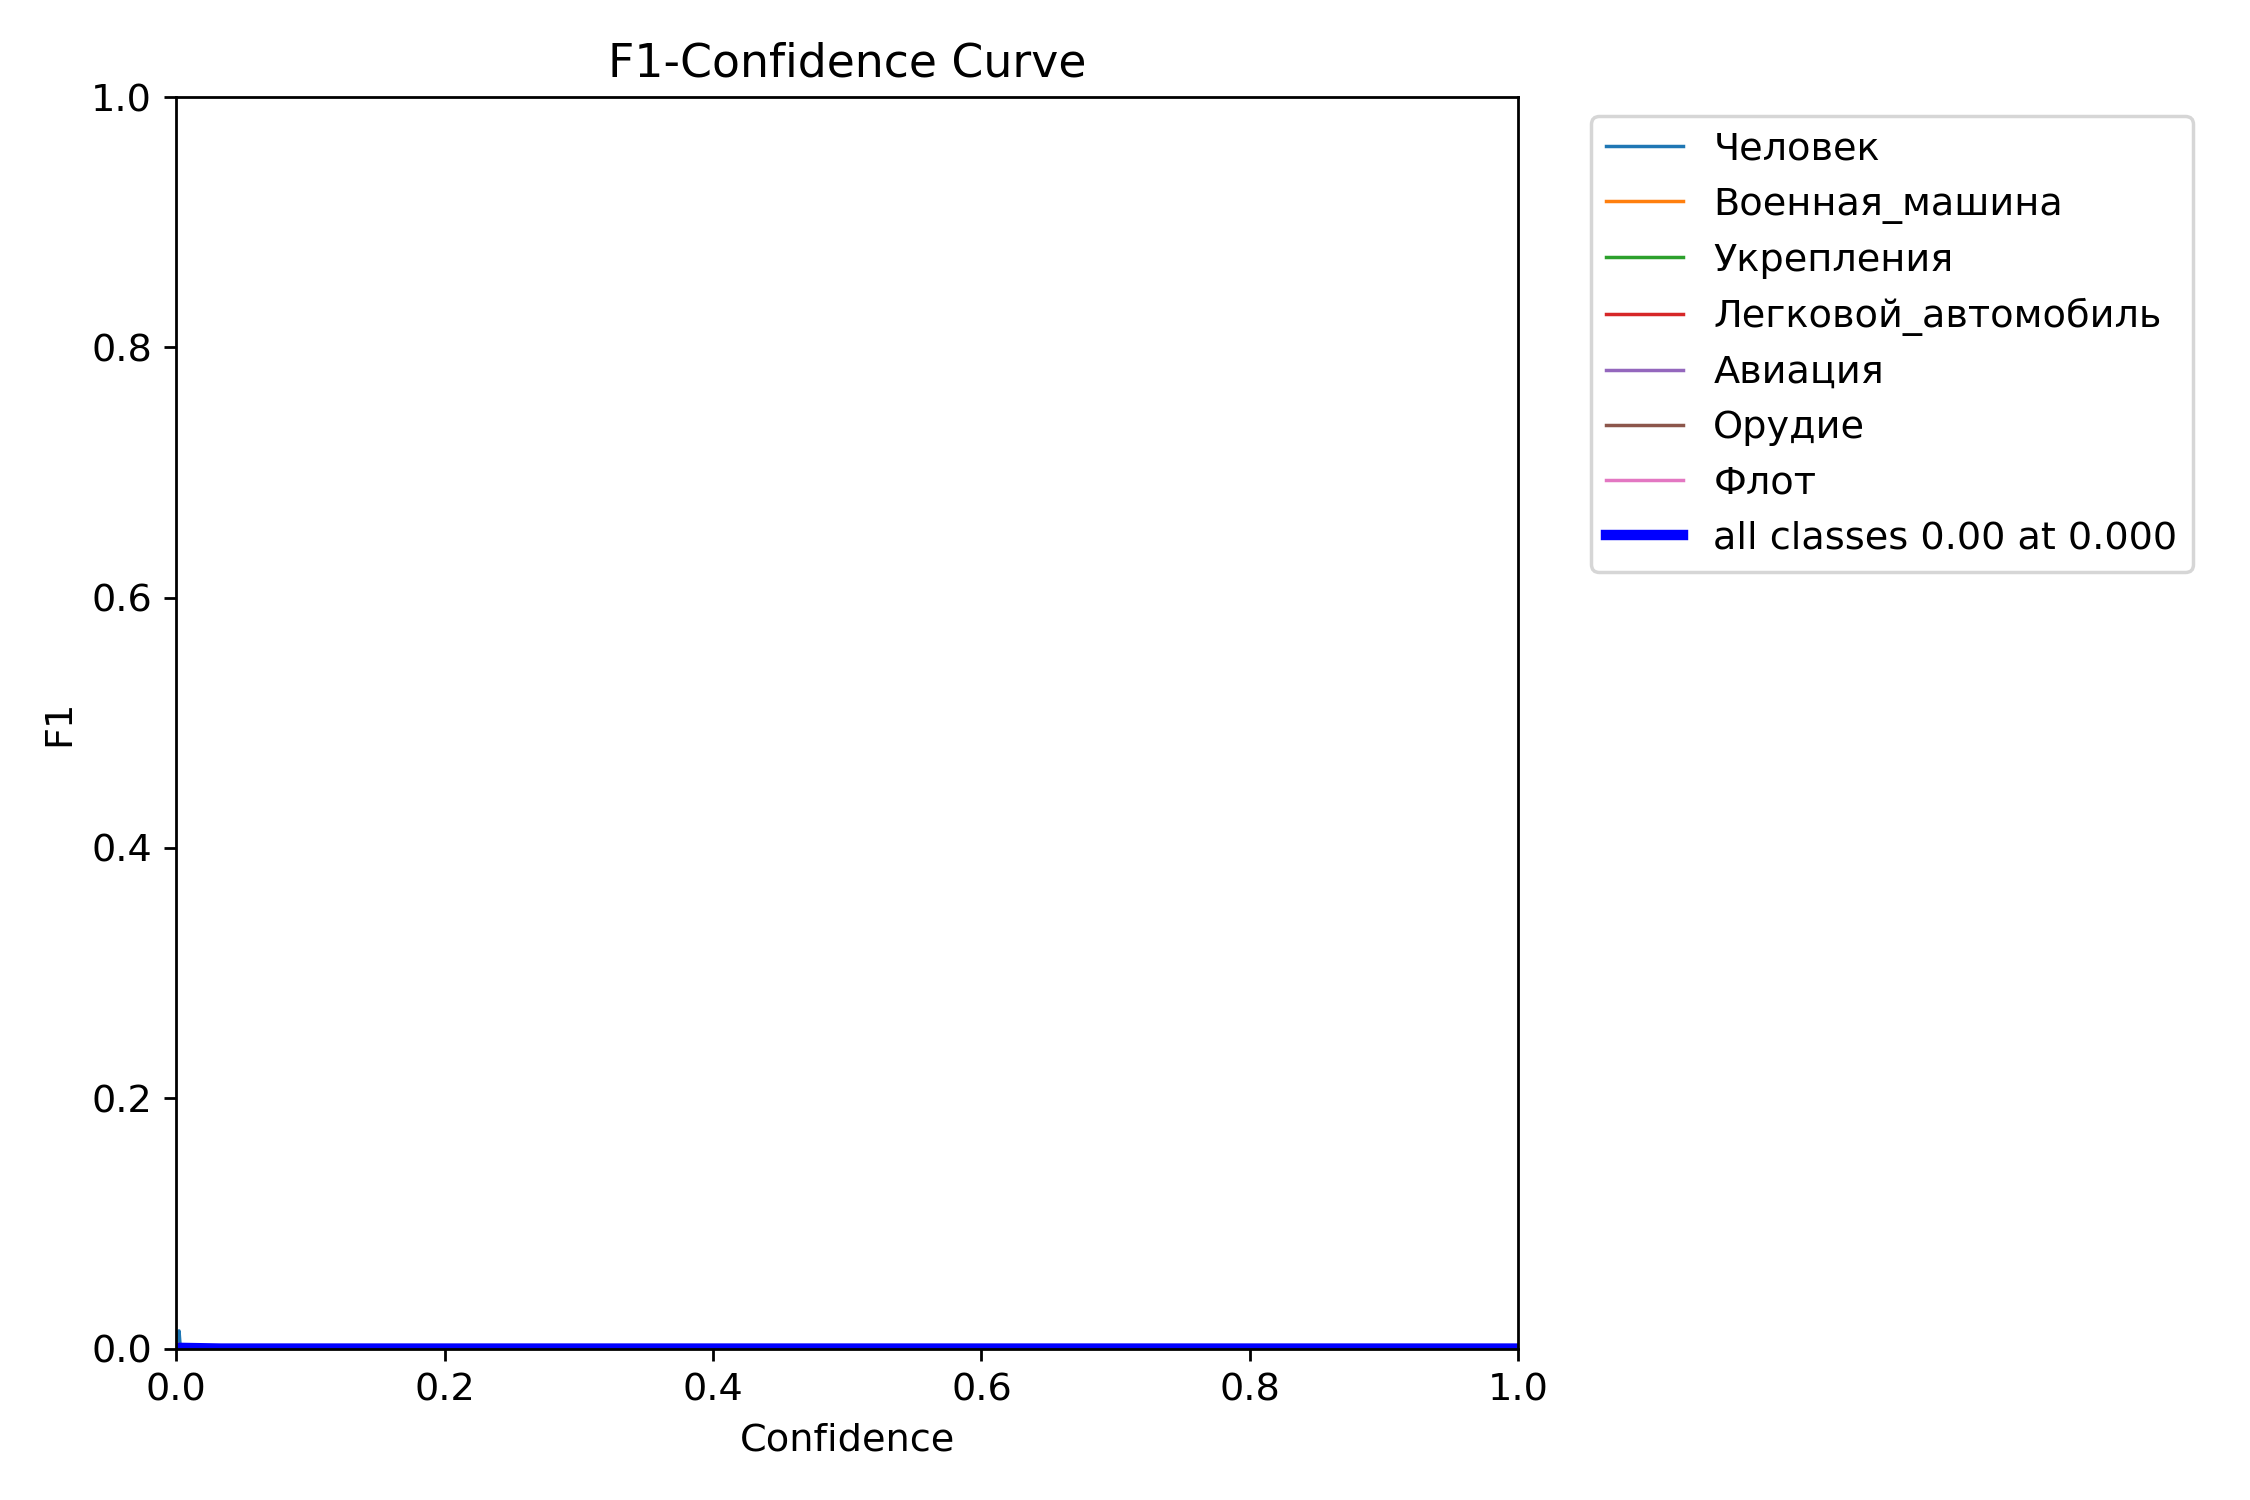 F1-Confidence Curve
1.0
0.8
0.6
0.4
0.2
0.0
F1
0.0 0.2 0.4 0.6 0.8 1.0
Confidence
Человек
Военная_машина
Укрепления
Легковой_автомобиль
Авиация
Орудие
Флот
all classes 0.00 at 0.000